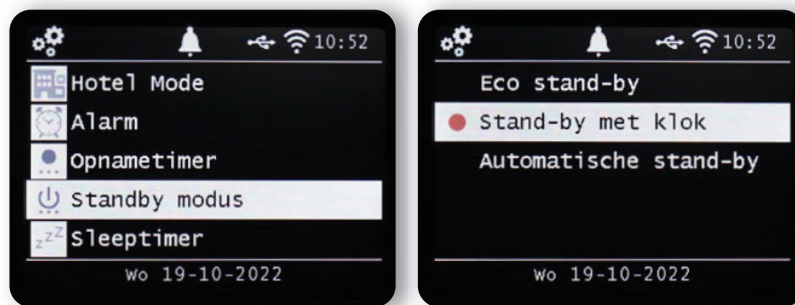 10:52
Hotel Mode
Alarm
Opnametimer
Standby modus
zzZ Sleeptimer
Wo 19-10-2022
10:52
Eco stand-by
Stand-by met klok
Automatische stand-by
Wo 19-10-2022